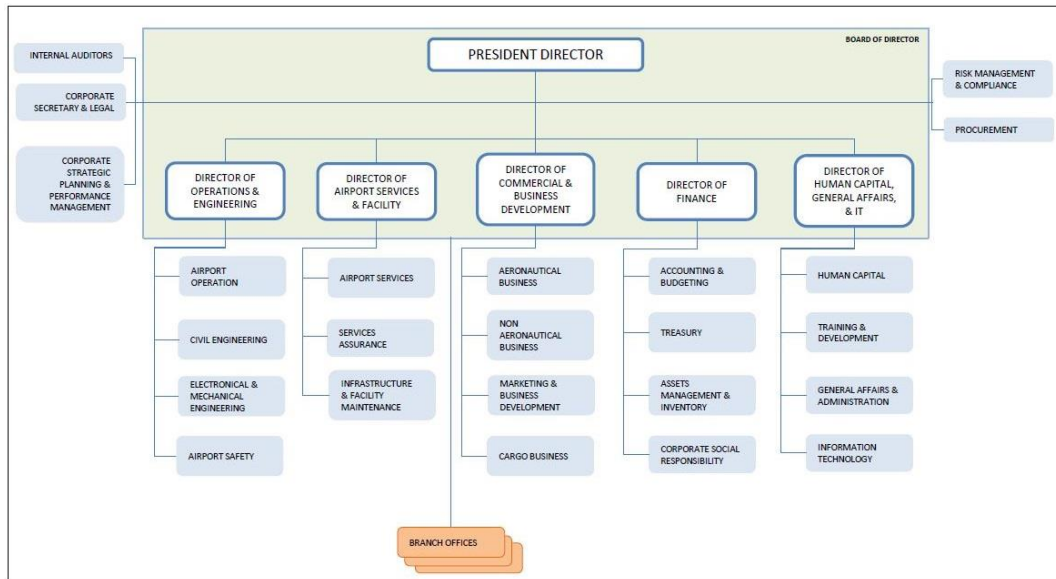 BOARD OF DIRECTOR
PRESIDENT DIRECTOR
INTERNAL AUDITORS
CORPORATE
SECRETARY & LEGAL
CORPORATE
STRATEGIC
PLANNING &
PERFORMANCE
MANAGEMENT
RISK MANAGEMENT
& COMPLIANCE
PROCUREMENT
DIRECTOR OF
OPERATIONS &
ENGINEERING
DIRECTOR OF
AIRPORT SERVICES
& FACILITY
DIRECTOR OF
COMMERCIAL &
BUSINESS
DEVELOPMENT
DIRECTOR OF
FINANCE
DIRECTOR OF
HUMAN CAPITAL,
GENERAL AFFAIRS,
& IT
AIRPORT
OPERATION
CIVIL ENGINEERING
ELECTRONICAL &
MECHANICAL
ENGINEERING
AIRPORT SAFETY
AIRPORT SERVICES
SERVICES
ASSURANCE
INFRASTRUCTURE
& FACILITY
MAINTENANCE
AERONAUTICAL
BUSINESS
NON
AERONAUTICAL
BUSINESS
MARKETING &
BUSINESS
DEVELOPMENT
CARGO BUSINESS
ACCOUNTING &
BUDGETING
TREASURY
ASSETS
MANAGEMENT &
INVENTORY
CORPORATE SOCIAL
RESPONSIBILITY
HUMAN CAPITAL
TRAINING &
DEVELOPMENT
GENERAL AFFAIRS &
ADMINISTRATION
INFORMATION
TECHNOLOGY
BRANCH OFFICES